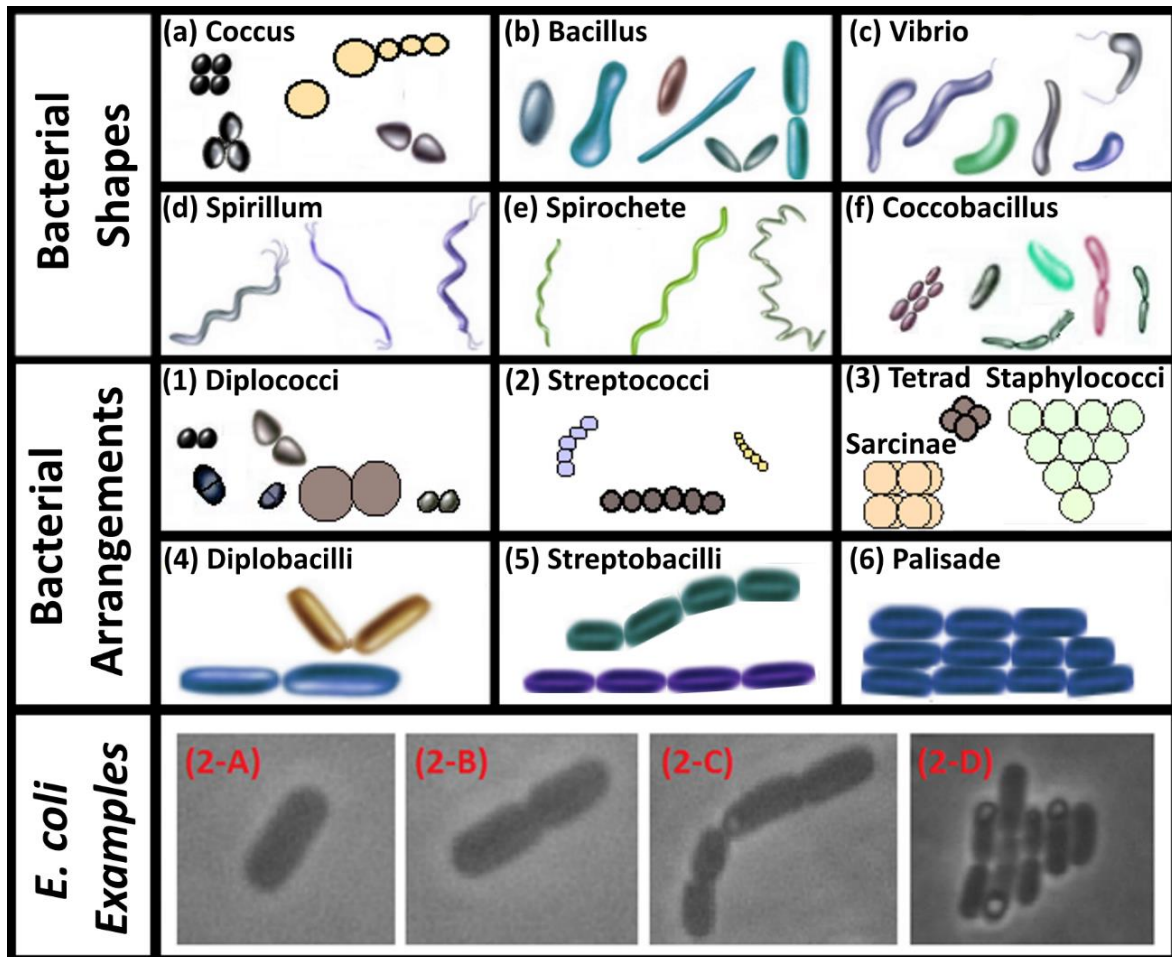 Bacterial
Shapes
(a) Coccus
(b) Bacillus
(c) Vibrio
(d) Spirillum
(e) Spirochete
(f) Coccobacillus
Bacterial
Arrangements
(1) Diplococci
(2) Streptococci
(3) Tetrad Staphylococci
Sarcinae
(4) Diplobacilli
(5) Streptobacilli
(6) Palisade
E. coli
Examples
(2-A)
(2-B)
(2-C)
(2-D)